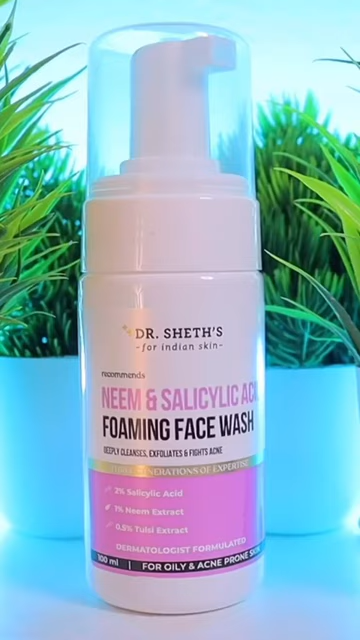 DR. SHETH'S
-for indian skin-
recommends
NEEM & SALICYLIC ACI
FOAMING FACE WASH
DEEPLY CLEANSES, EXFOLIATES & FIGHTS ACNE
GENERATIONS OF EXPERTISE
2% Salicylic Acid
1% Neem Extract
0.5% Tulsi Extract
DERMATOLOGIST FORMULATED
100 ml | FOR OILY & ACNE PRONE SKIN